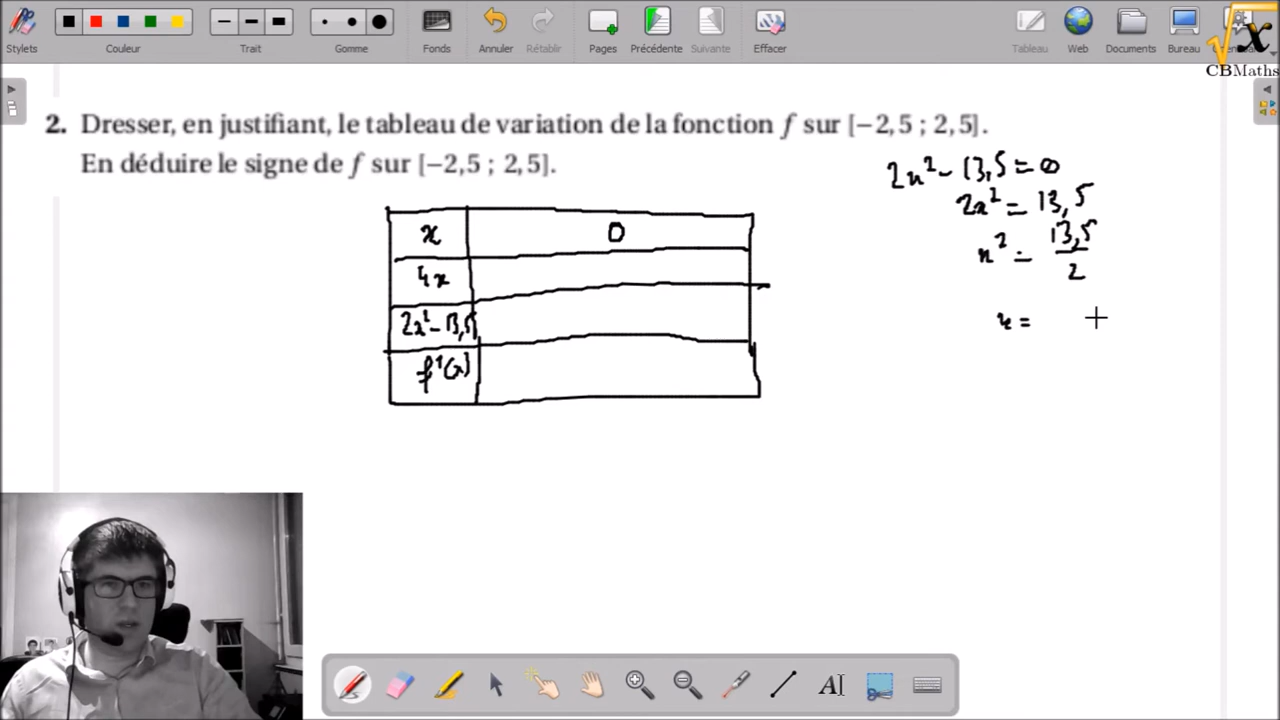 Stylets Couleur Trait Gomme Fonds Annuler Rétablir Pages Précédente Suivante Effacer Tableau Web Documents Bureau
CBMaths
2. Dresser, en justifiant, le tableau de variation de la fonction f sur [−2,5 ; 2,5].
En déduire le signe de f sur [−2,5 ; 2,5].
x 0
4x
2x² - 13,5
f'(x)
2x² - 13,5 = 0
2x² = 13,5
x² = 13,5/2
x =